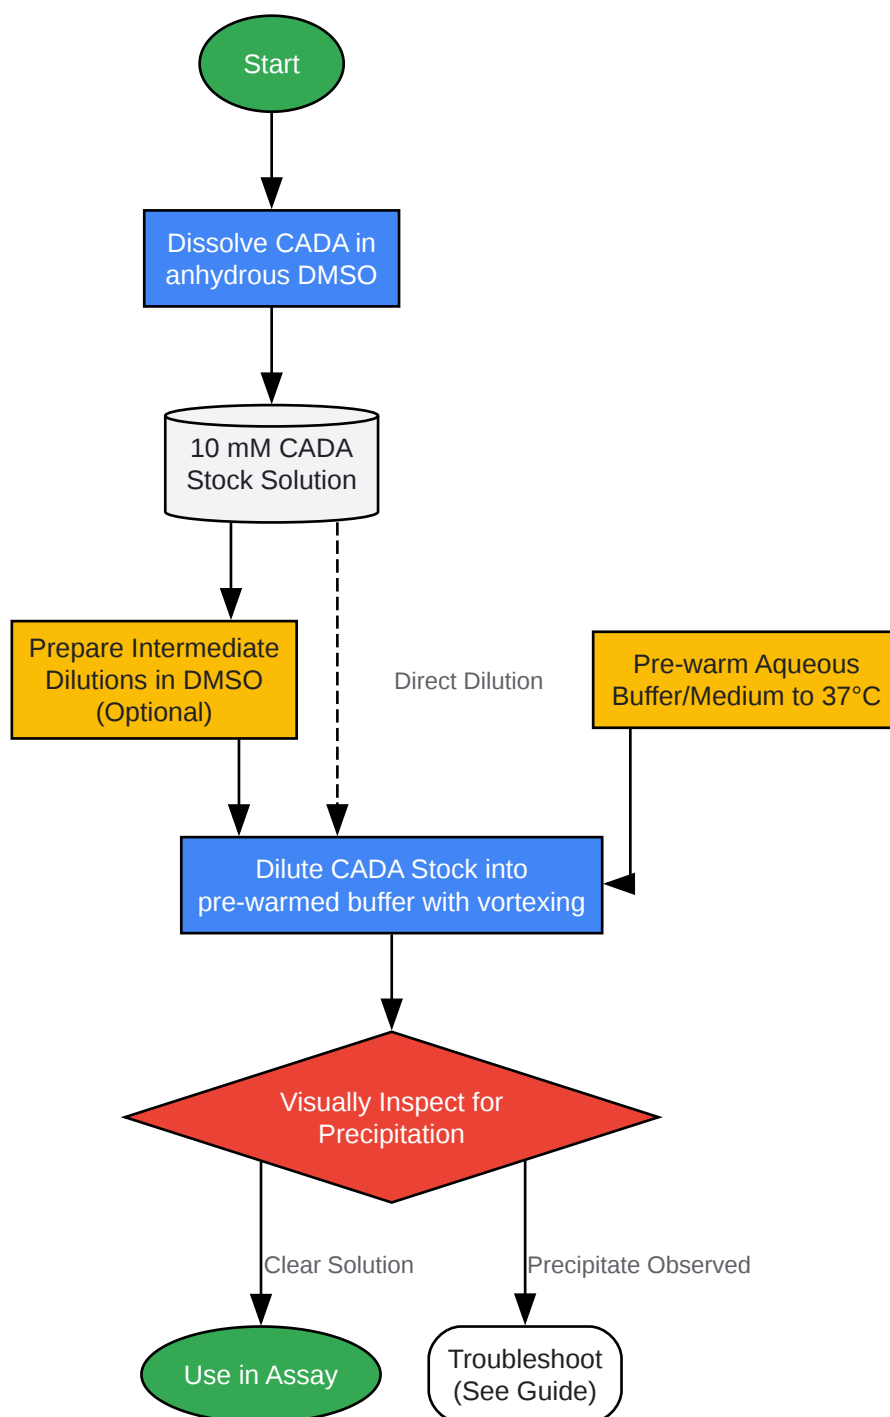 Start
Dissolve CADA in
anhydrous DMSO
10 mM CADA
Stock Solution
Prepare Intermediate
Dilutions in DMSO
(Optional)
Direct Dilution
Pre-warm Aqueous
Buffer/Medium to 37°C
Dilute CADA Stock into
pre-warmed buffer with vortexing
Visually Inspect for
Precipitation
Clear Solution
Precipitate Observed
Use in Assay
Troubleshoot
(See Guide)